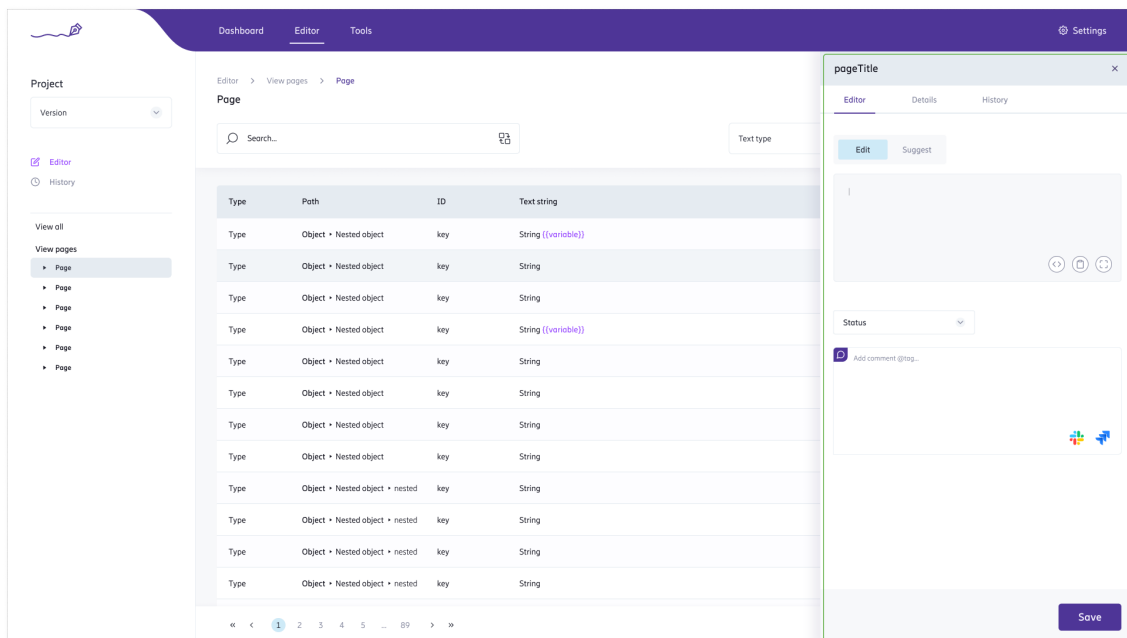 Dashboard Editor Tools Settings
Project
Version
Editor
History
View all
View pages
Page
Page
Page
Page
Page
Page
Editor > View pages > Page
Page
Search...
Text type
Type Path ID Text string
Type Object • Nested object key String {{variable}}
Type Object • Nested object key String
Type Object • Nested object key String
Type Object • Nested object key String {{variable}}
Type Object • Nested object key String
Type Object • Nested object key String
Type Object • Nested object key String
Type Object • Nested object key String
Type Object • Nested object • nested key String
Type Object • Nested object • nested key String
Type Object • Nested object • nested key String
Type Object • Nested object • nested key String
« < 1 2 3 4 5 ... 89 > »
pageTitle ×
Editor Details History
Edit Suggest
Status
Add comment @tag...
Save